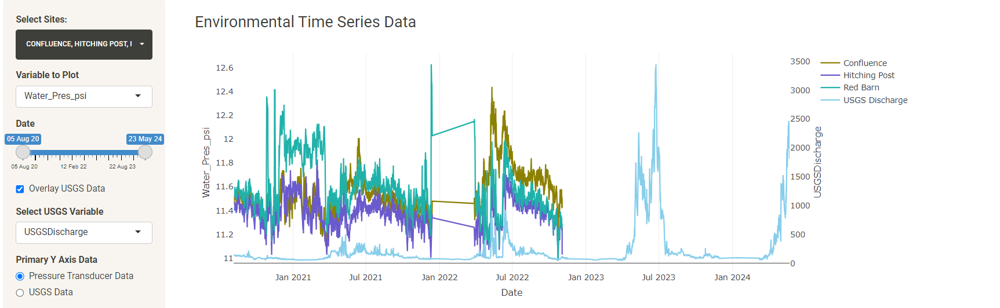 Select Sites:
CONFLUENCE, HITCHING POST, I
Variable to Plot
Water_Pres_psi
Date
05 Aug 20
23 May 24
05 Aug 20
12 Feb 22
22 Aug 23
Overlay USGS Data
Select USGS Variable
USGSDischarge
Primary Y Axis Data
Pressure Transducer Data
USGS Data
Environmental Time Series Data
Water_Pres_psi
12.6
12.4
12.2
12
11.8
11.6
11.4
11.2
11
Jan 2021
Jul 2021
Jan 2022
Jul 2022
Jan 2023
Jul 2023
Jan 2024
Date
3500
3000
2500
2000
1500
1000
500
0
USGSDischarge
Confluence
Hitching Post
Red Barn
USGS Discharge